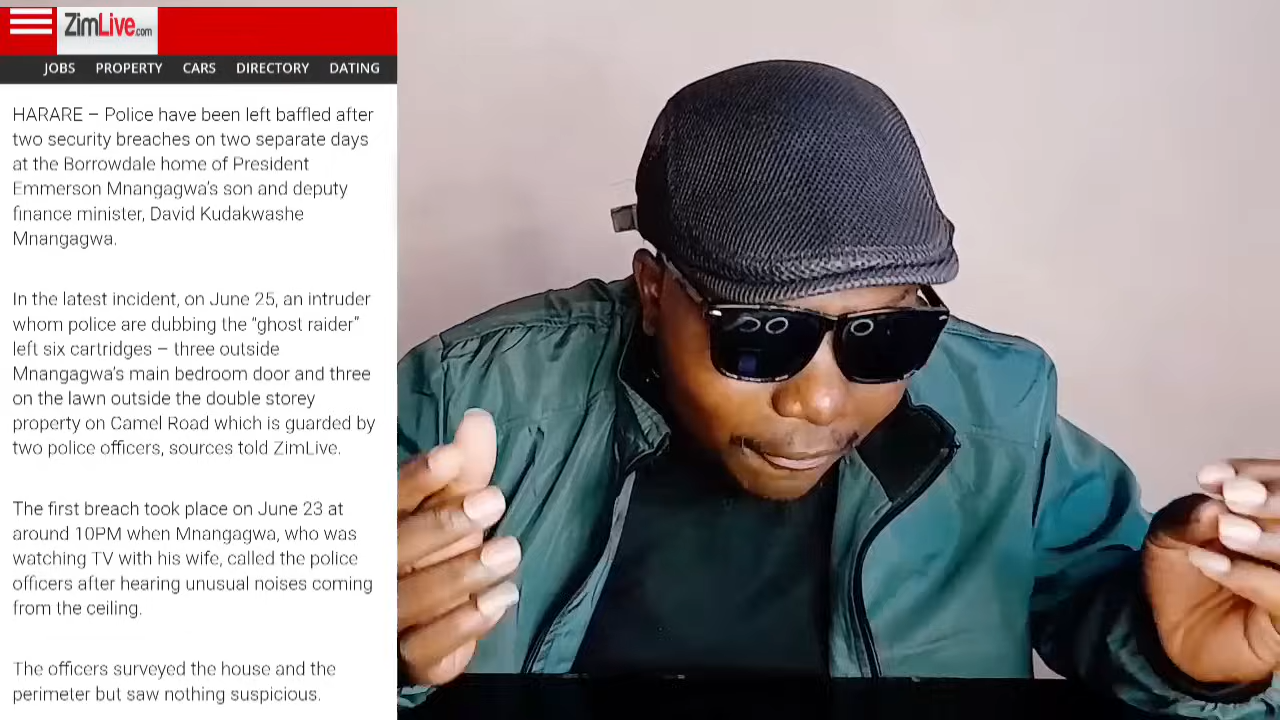 ZimLive.com
JOBS PROPERTY CARS DIRECTORY DATING
HARARE – Police have been left baffled after
two security breaches on two separate days
at the Borrowdale home of President
Emmerson Mnangagwa's son and deputy
finance minister, David Kudakwashe
Mnangagwa.
In the latest incident, on June 25, an intruder
whom police are dubbing the “ghost raider”
left six cartridges – three outside
Mnangagwa's main bedroom door and three
on the lawn outside the double storey
property on Camel Road which is guarded by
two police officers, sources told ZimLive.
The first breach took place on June 23 at
around 10PM when Mnangagwa, who was
watching TV with his wife, called the police
officers after hearing unusual noises coming
from the ceiling.
The officers surveyed the house and the
perimeter but saw nothing suspicious.